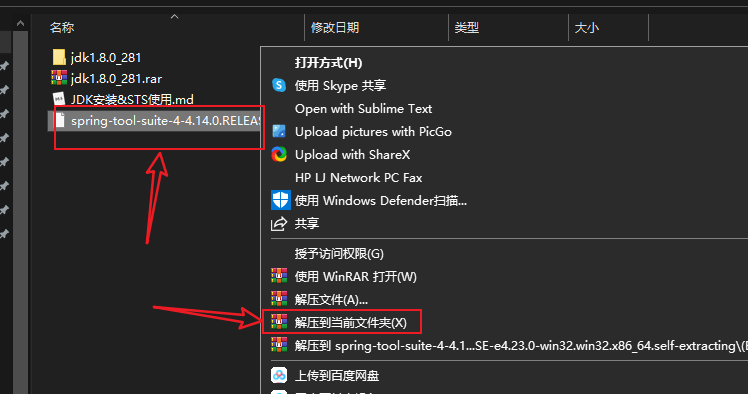 名称 修改日期 类型 大小
jdk1.8.0_281
jdk1.8.0_281.rar
JDK安装&STS使用.md
spring-tool-suite-4-4.14.0.RELEAS
打开方式(H)
使用 Skype 共享
Open with Sublime Text
Upload pictures with PicGo
Upload with ShareX
HP LJ Network PC Fax
使用 Windows Defender扫描...
共享
授予访问权限(G)
使用 WinRAR 打开(W)
解压文件(A)...
解压到当前文件夹(X)
解压到 spring-tool-suite-4-4.1...SE-e4.23.0-win32.win32.x86_64.self-extracting\(E
上传到百度网盘